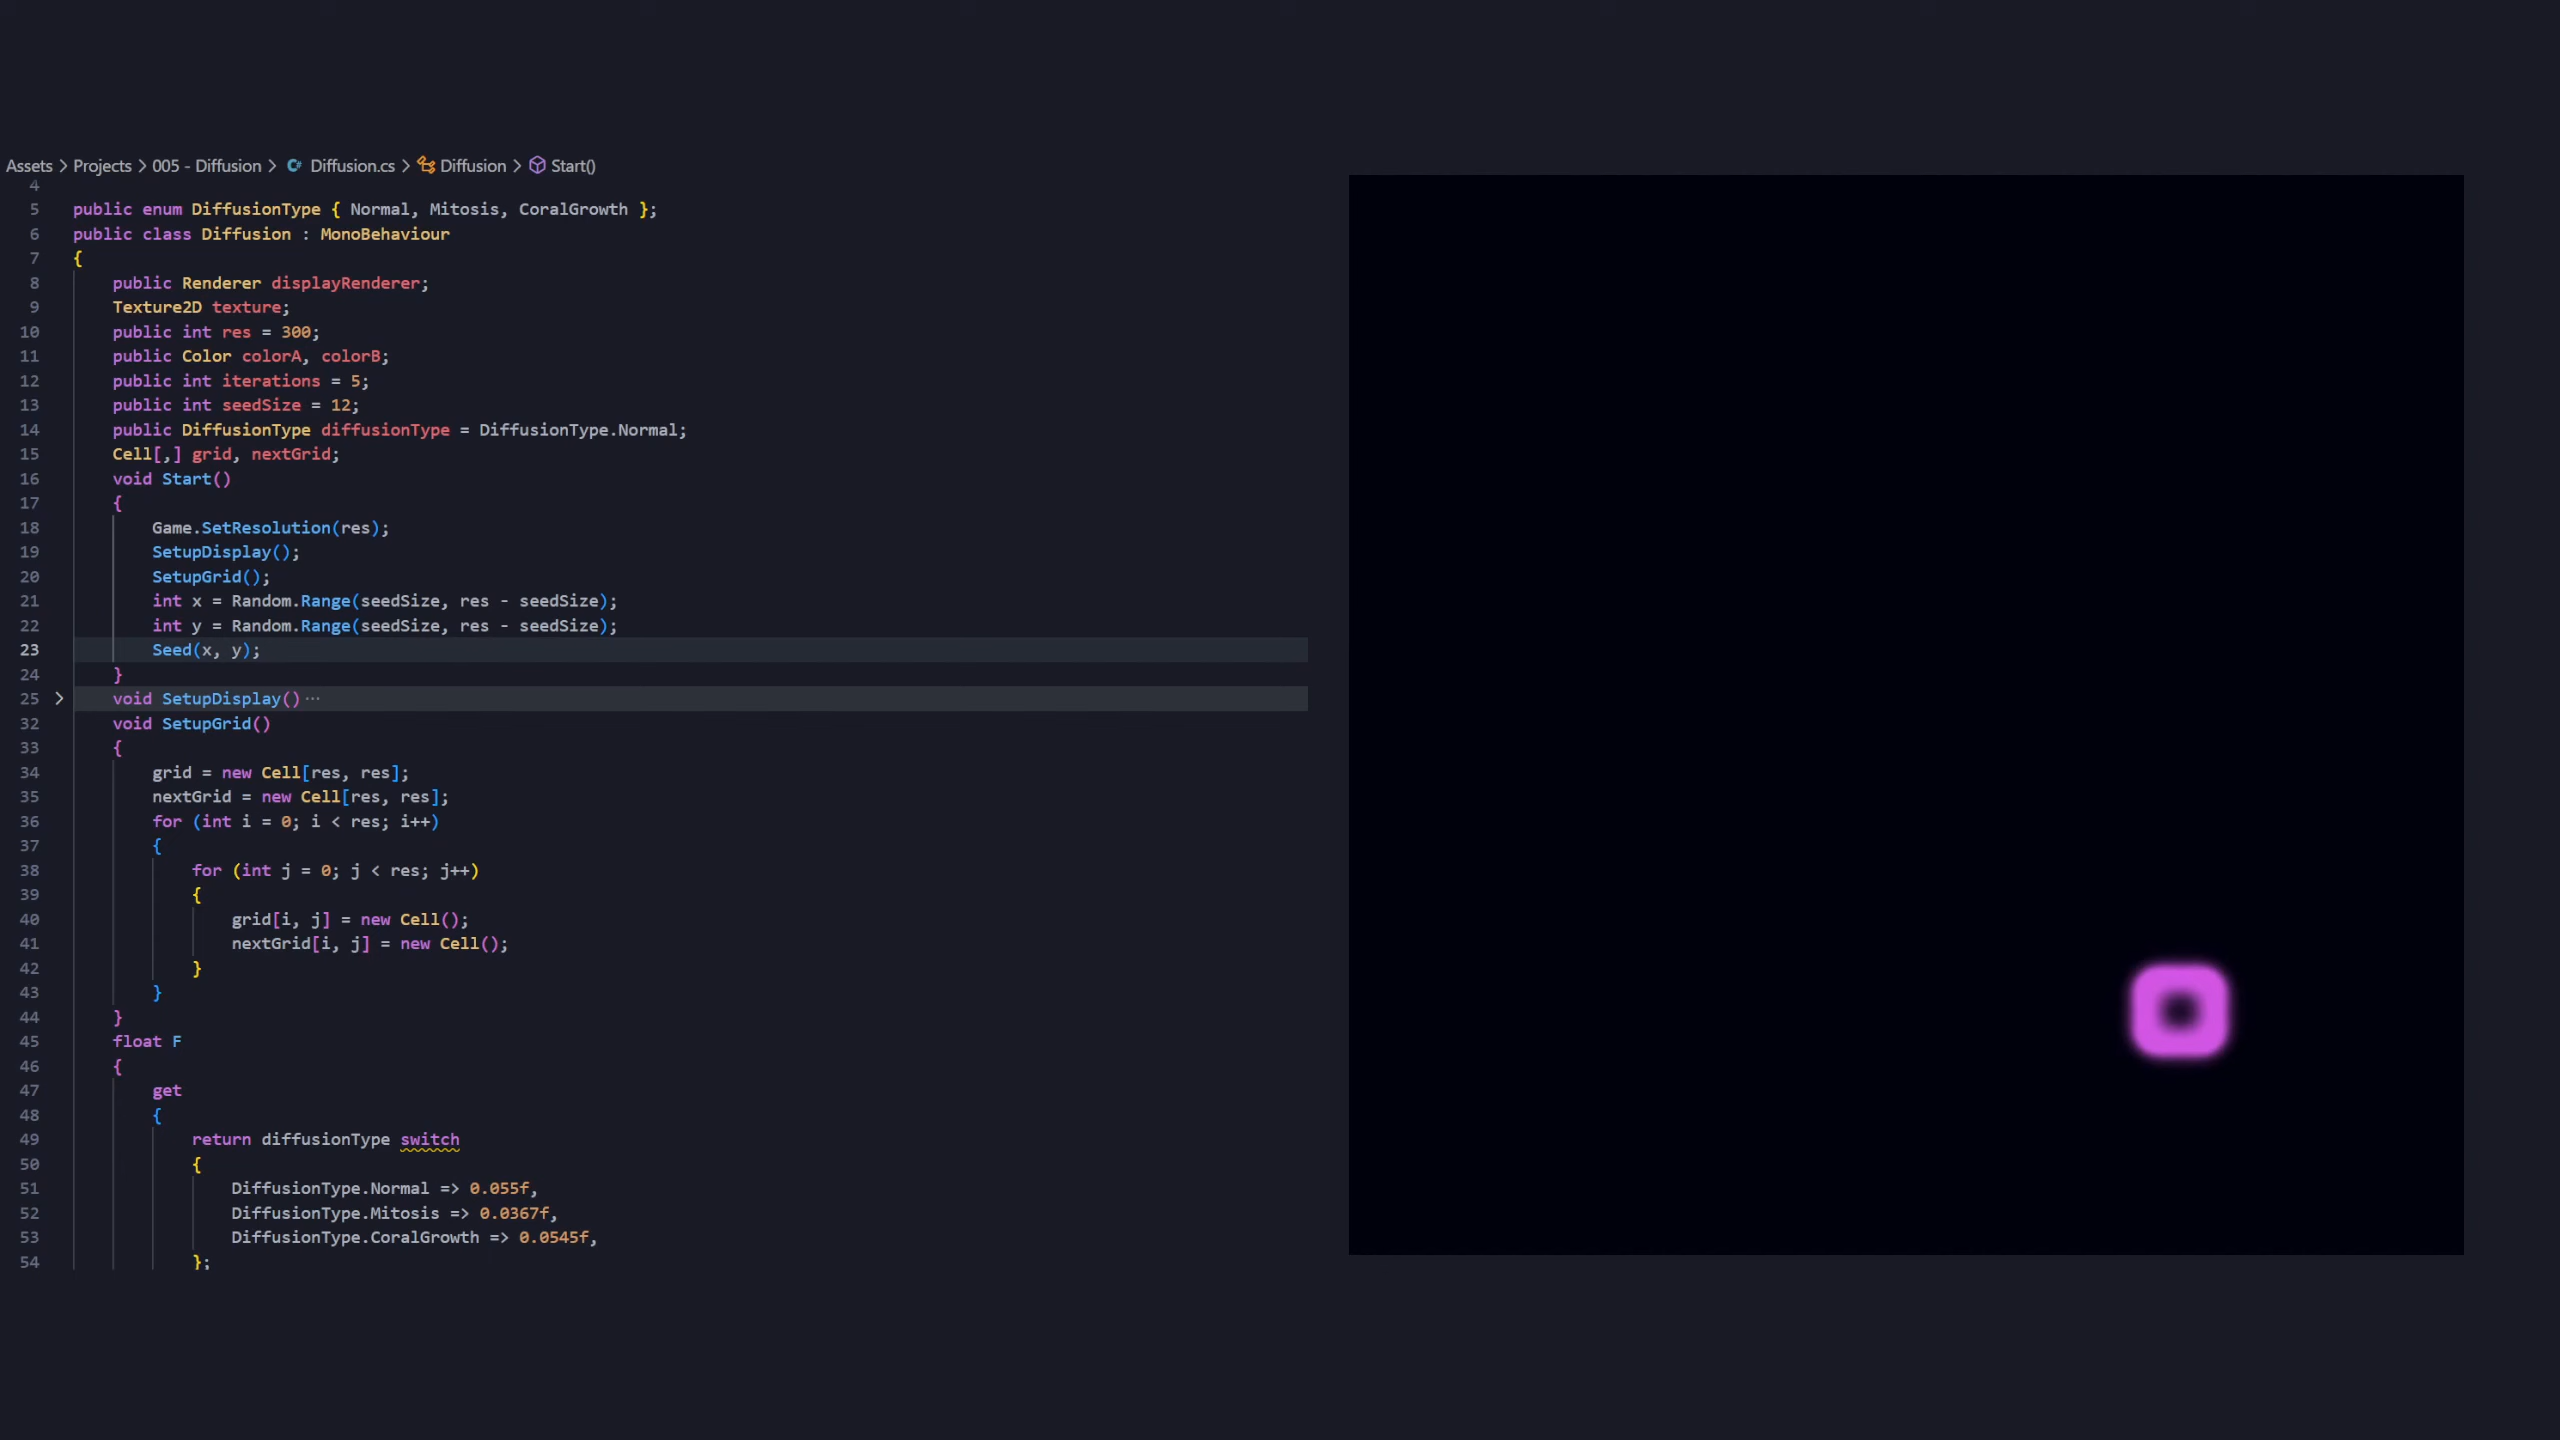 Assets > Projects > 005 - Diffusion > Diffusion.cs > Diffusion > Start()
4
5 public enum DiffusionType { Normal, Mitosis, CoralGrowth };
6 public class Diffusion : MonoBehaviour
7 {
8 public Renderer displayRenderer;
9 Texture2D texture;
10 public int res = 300;
11 public Color colorA, colorB;
12 public int iterations = 5;
13 public int seedSize = 12;
14 public DiffusionType diffusionType = DiffusionType.Normal;
15 Cell[,] grid, nextGrid;
16 void Start()
17 {
18 Game.SetResolution(res);
19 SetupDisplay();
20 SetupGrid();
21 int x = Random.Range(seedSize, res - seedSize);
22 int y = Random.Range(seedSize, res - seedSize);
23 Seed(x, y);
24 }
25 > void SetupDisplay() ···
32 void SetupGrid()
33 {
34 grid = new Cell[res, res];
35 nextGrid = new Cell[res, res];
36 for (int i = 0; i < res; i++)
37 {
38 for (int j = 0; j < res; j++)
39 {
40 grid[i, j] = new Cell();
41 nextGrid[i, j] = new Cell();
42 }
43 }
44 }
45 float F
46 {
47 get
48 {
49 return diffusionType switch
50 {
51 DiffusionType.Normal => 0.055f,
52 DiffusionType.Mitosis => 0.0367f,
53 DiffusionType.CoralGrowth => 0.0545f,
54 };